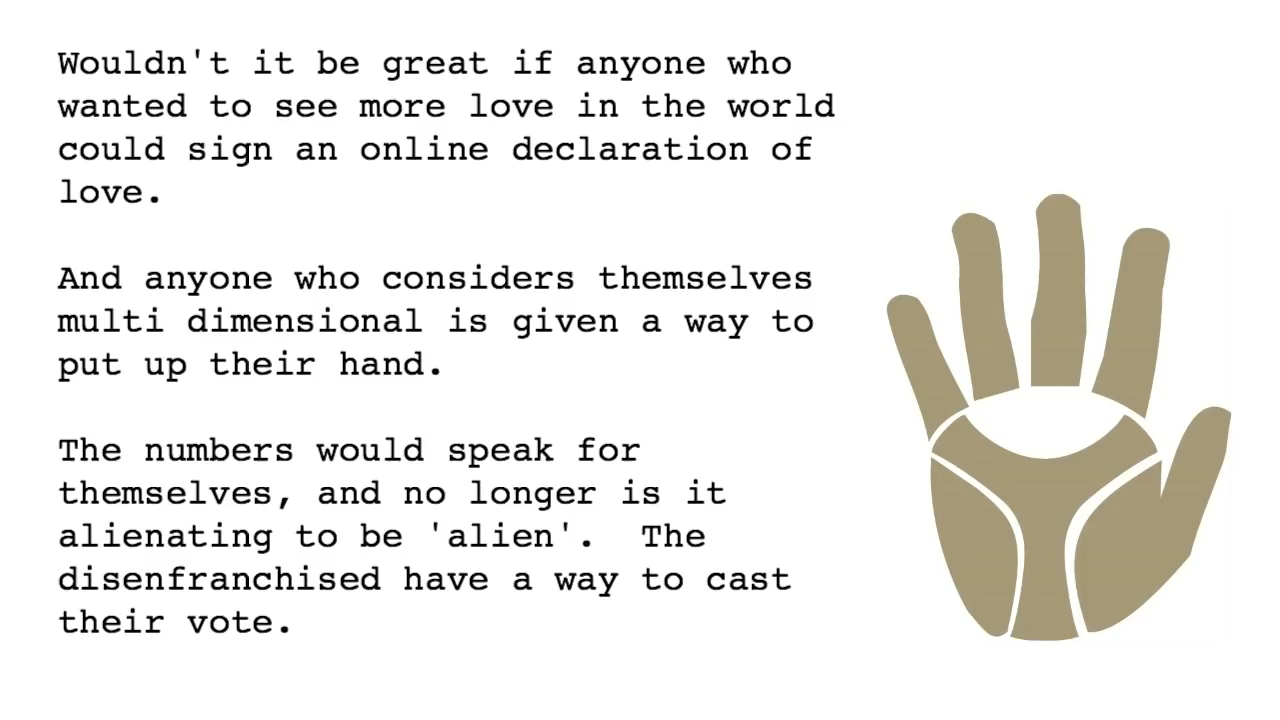 Wouldn't it be great if anyone who
wanted to see more love in the world
could sign an online declaration of
love.
And anyone who considers themselves
multi dimensional is given a way to
put up their hand.
The numbers would speak for
themselves, and no longer is it
alienating to be 'alien'.  The
disenfranchised have a way to cast
their vote.